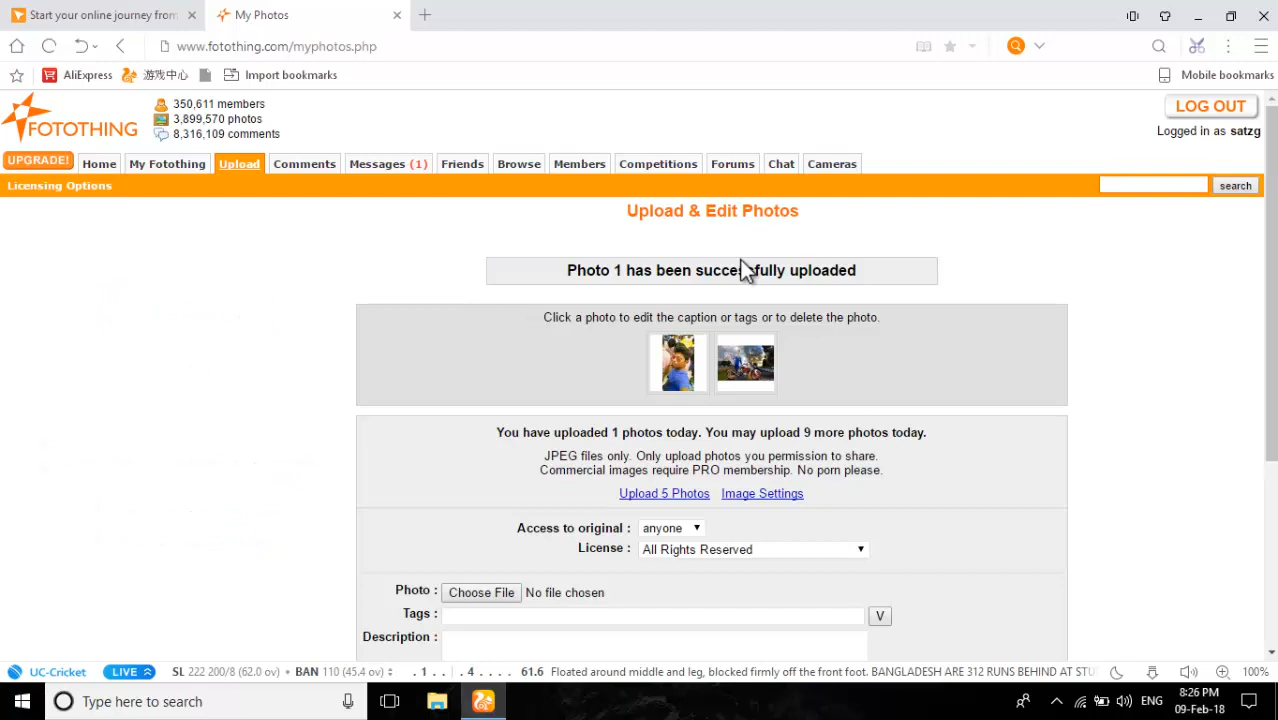 Start your online journey from
My Photos
www.fotothing.com/myphotos.php
AliExpress 游戏中心 Import bookmarks Mobile bookmarks
FOTOTHING
350,611 members
3,899,570 photos
8,316,109 comments
LOG OUT
Logged in as satzg
UPGRADE! Home My Fotothing Upload Comments Messages (1) Friends Browse Members Competitions Forums Chat Cameras
Licensing Options search
Upload & Edit Photos
Photo 1 has been successfully uploaded
Click a photo to edit the caption or tags or to delete the photo.
You have uploaded 1 photos today. You may upload 9 more photos today.
JPEG files only. Only upload photos you permission to share.
Commercial images require PRO membership. No porn please.
Upload 5 Photos Image Settings
Access to original : anyone
License : All Rights Reserved
Photo : Choose File No file chosen
Tags : V
Description :
UC-Cricket LIVE SL 222 200/8 (62.0 ov) • BAN 110 (45.4 ov) . 1 . . . 4 . . . . 61.6 Floated around middle and leg, blocked firmly off the front foot. BANGLADESH ARE 312 RUNS BEHIND AT 100%
Type here to search ENG 8:26 PM
09-Feb-18